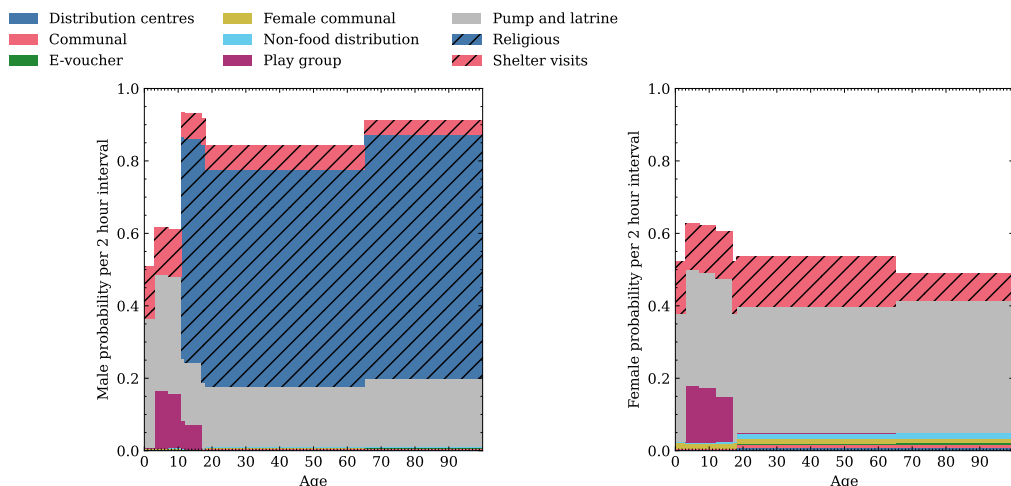 Distribution centres Female communal Pump and latrine
Communal Non-food distribution Religious
E-voucher Play group Shelter visits
Male probability per 2 hour interval
1.0
0.8
0.6
0.4
0.2
0.0
0 10 20 30 40 50 60 70 80 90
Age
Female probability per 2 hour interval
1.0
0.8
0.6
0.4
0.2
0.0
0 10 20 30 40 50 60 70 80 90
Age